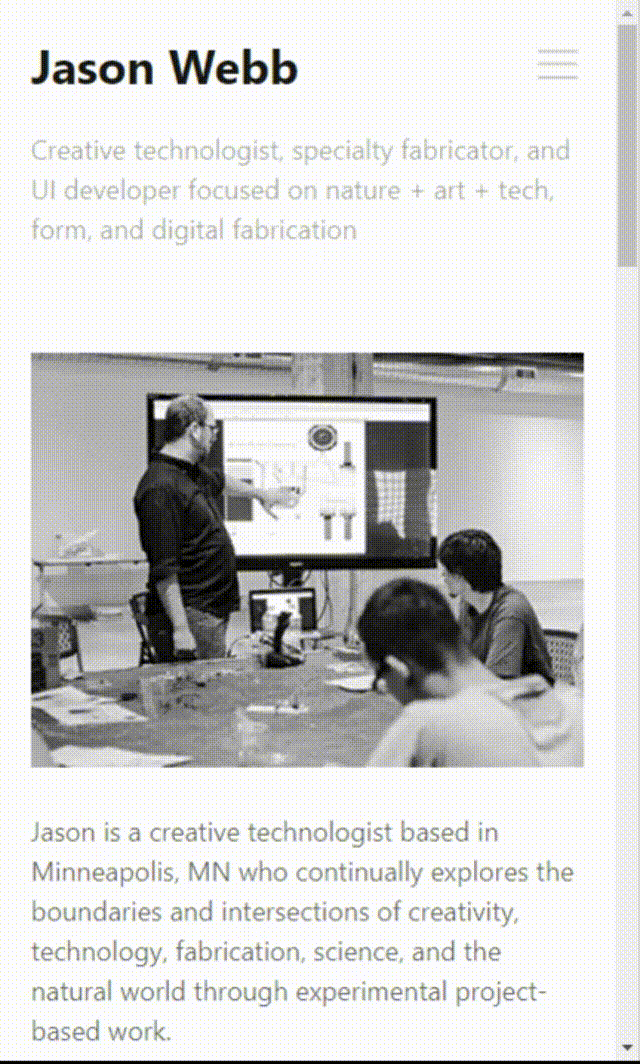 Jason Webb
Creative technologist, specialty fabricator, and
UI developer focused on nature + art + tech,
form, and digital fabrication
Jason is a creative technologist based in
Minneapolis, MN who continually explores the
boundaries and intersections of creativity,
technology, fabrication, science, and the
natural world through experimental project-
based work.